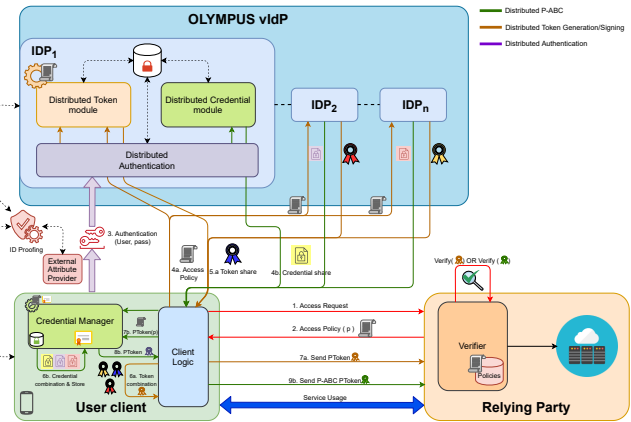 OLYMPUS vIdP
Distributed P-ABC
Distributed Token Generation/Signing
Distributed Authentication
IDP1
Distributed Token
module
Distributed Credential
module
IDP2
IDPn
Distributed
Authentication
ID Proofing
External
Attribute
Provider
3. Authentication
(User, pass)
4a. Access
Policy
5.a Token share
4b. Credential share
Verify( ) OR Verify ( )
Credential Manager
7b. PToken(p)
8b. PToken
6b. Credential
combination & Store
6a. Token
combination
Client
Logic
User client
1. Access Request
2. Access Policy ( p )
7a. Send PToken
9b. Send P-ABC PToken
Service Usage
Verifier
Policies
Relying Party